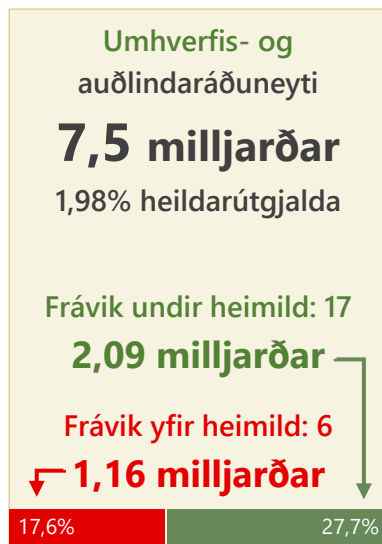 Umhverfis- og
auðlindaráðuneyti
7,5 milljarðar
1,98% heildarútgjalda
Frávik undir heimild: 17
2,09 milljarðar
Frávik yfir heimild: 6
1,16 milljarðar
17,6% 27,7%